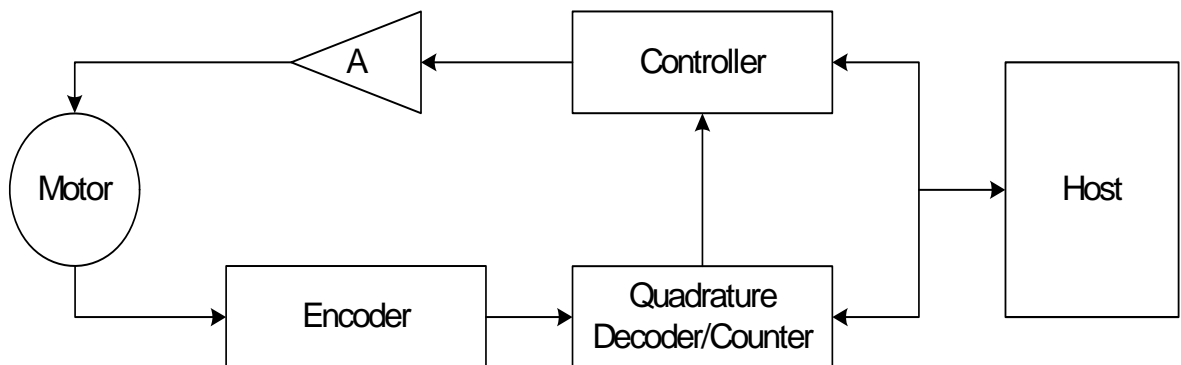 A
Controller
Motor
Host
Encoder
Quadrature
Decoder/Counter